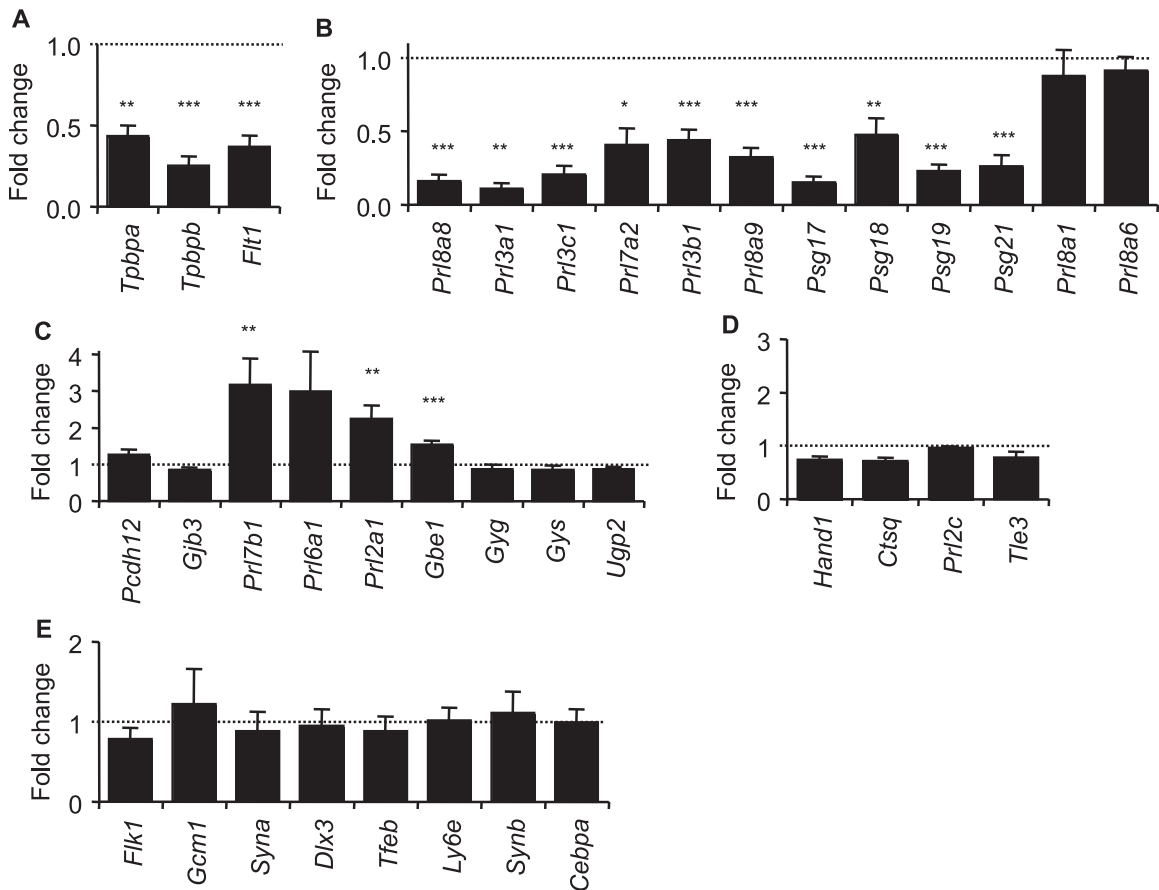 A
Fold change
1.0
0.5
0.0
** *** ***
Tpbpa Tpbpb Flt1
B
Fold change
1.0
0.5
0.0
*** ** *** * *** *** *** ** *** ***
Prl8a8 Prl3a1 Prl3c1 Prl7a2 Prl3b1 Prl8a9 Psg17 Psg18 Psg19 Psg21 Prl8a1 Prl8a6
C
Fold change
4
3
2
1
0
** ** ***
Pcdh12 Gjb3 Prl7b1 Prl6a1 Prl2a1 Gbe1 Gyg Gys Ugp2
D
Fold change
3
2
1
0
Hand1 Ctsq Prl2c Tle3
E
Fold change
2
1
0
Flk1 Gcm1 Syna Dlx3 Tfeb Ly6e Synb Cebpa